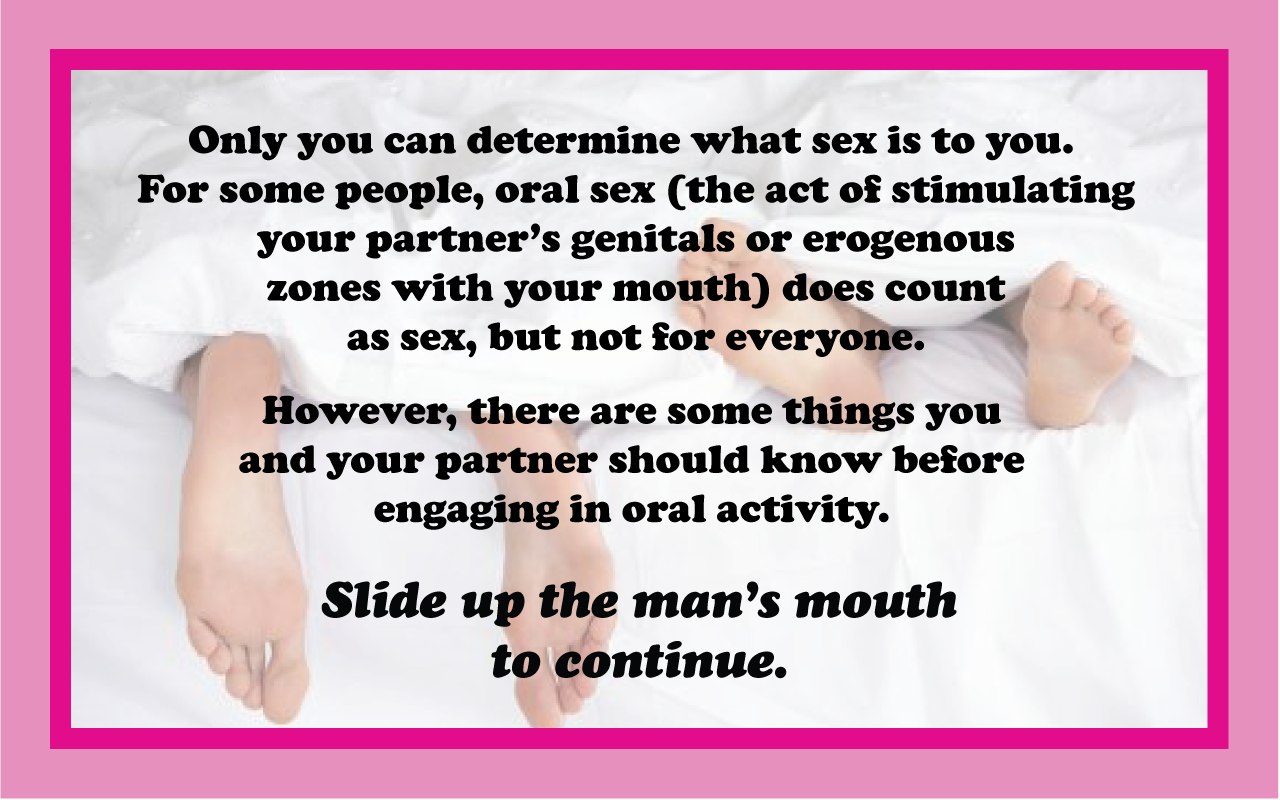 Only you can determine what sex is to you.
For some people, oral sex (the act of stimulating
your partner’s genitals or erogenous
zones with your mouth) does count
as sex, but not for everyone.
However, there are some things you
and your partner should know before
engaging in oral activity.
Slide up the man’s mouth
to continue.